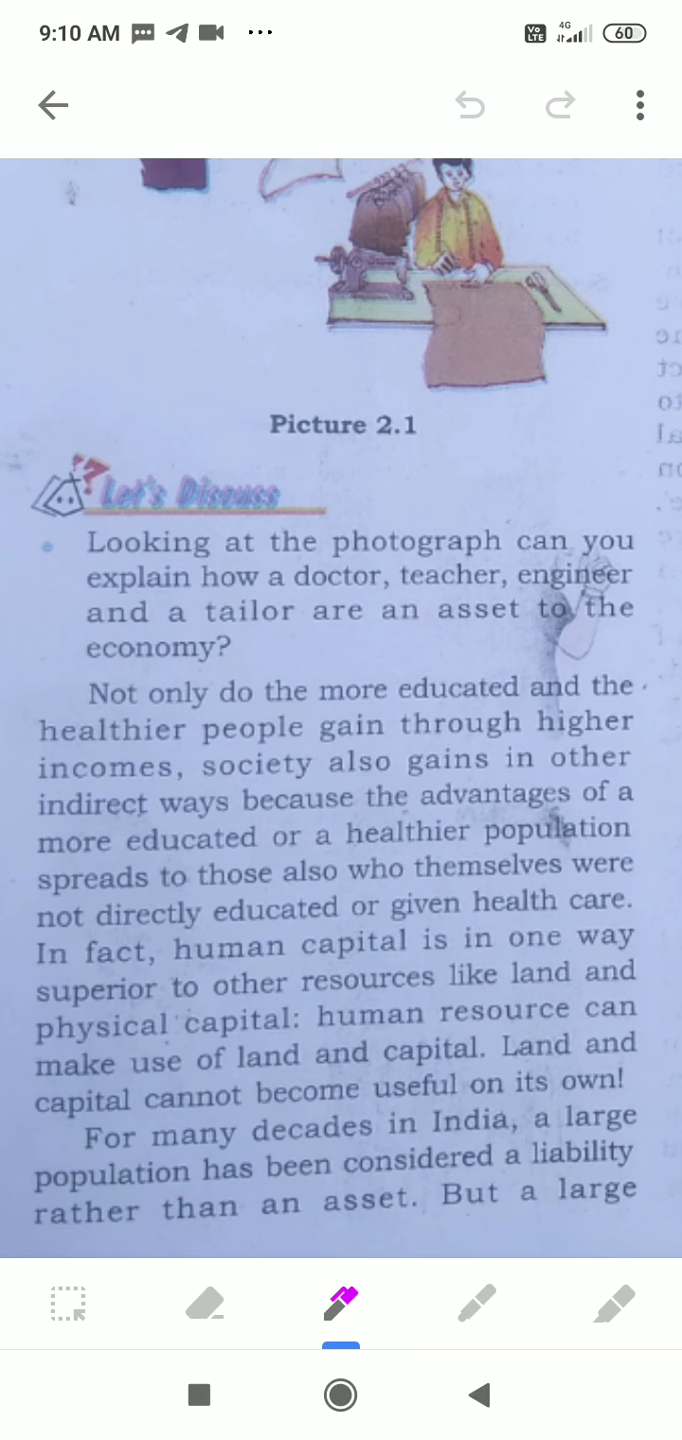 9:10 AM
Vo
LTE
4G
60
Picture 2.1
??
Let's Discuss
Looking at the photograph can you
explain how a doctor, teacher, engineer
and a tailor are an asset to the
economy?
Not only do the more educated and the
healthier people gain through higher
incomes, society also gains in other
indirect ways because the advantages of a
more educated or a healthier population
spreads to those also who themselves were
not directly educated or given health care.
In fact, human capital is in one way
superior to other resources like land and
physical capital: human resource can
make use of land and capital. Land and
capital cannot become useful on its own!
For many decades in India, a large
population has been considered a liability
rather than an asset. But a large